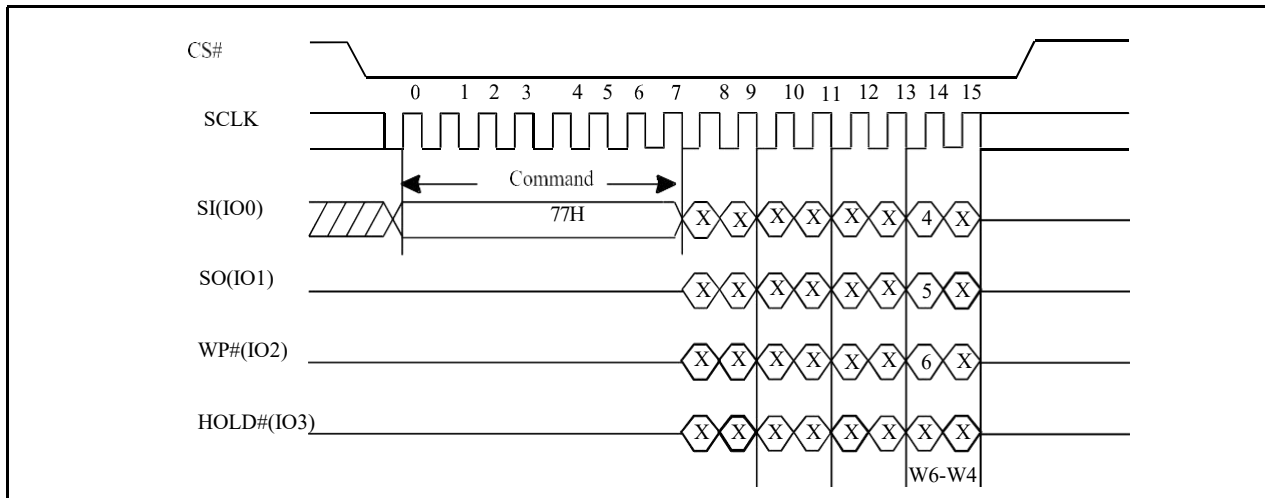 CS#
0 1 2 3 4 5 6 7 8 9 10 11 12 13 14 15
SCLK
Command
SI(IO0) 77H X X X X X X 4 X
SO(IO1) X X X X X X 5 X
WP#(IO2) X X X X X X 6 X
HOLD#(IO3) X X X X X X X X
W6-W4